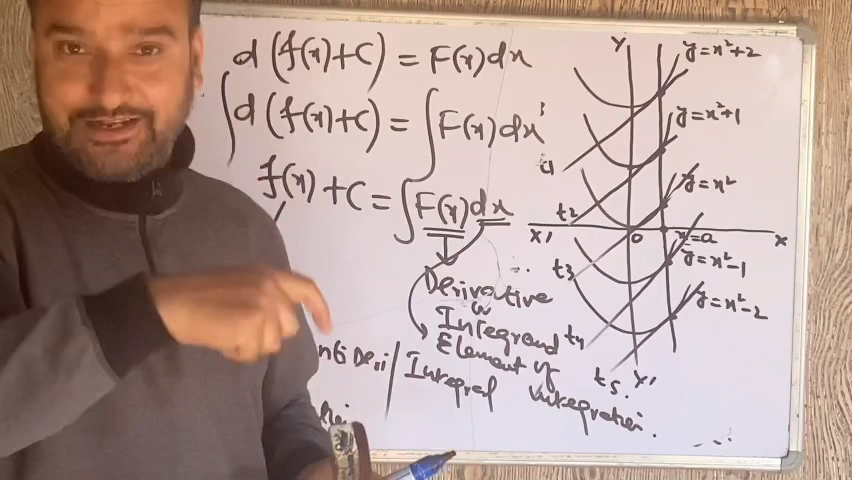 d (f(x)+C) = F(x)dx
∫d (f(x)+C) = ∫F(x)dx
f(x) + C = ∫F(x)dx
Derivative
Integrand
Element of
Integral
Y
y=x²+2
y=x²+1
y=x²
x=a
y=x²-1
y=x²-2
t2
t3
t4
t5
X'
O
X
Y'